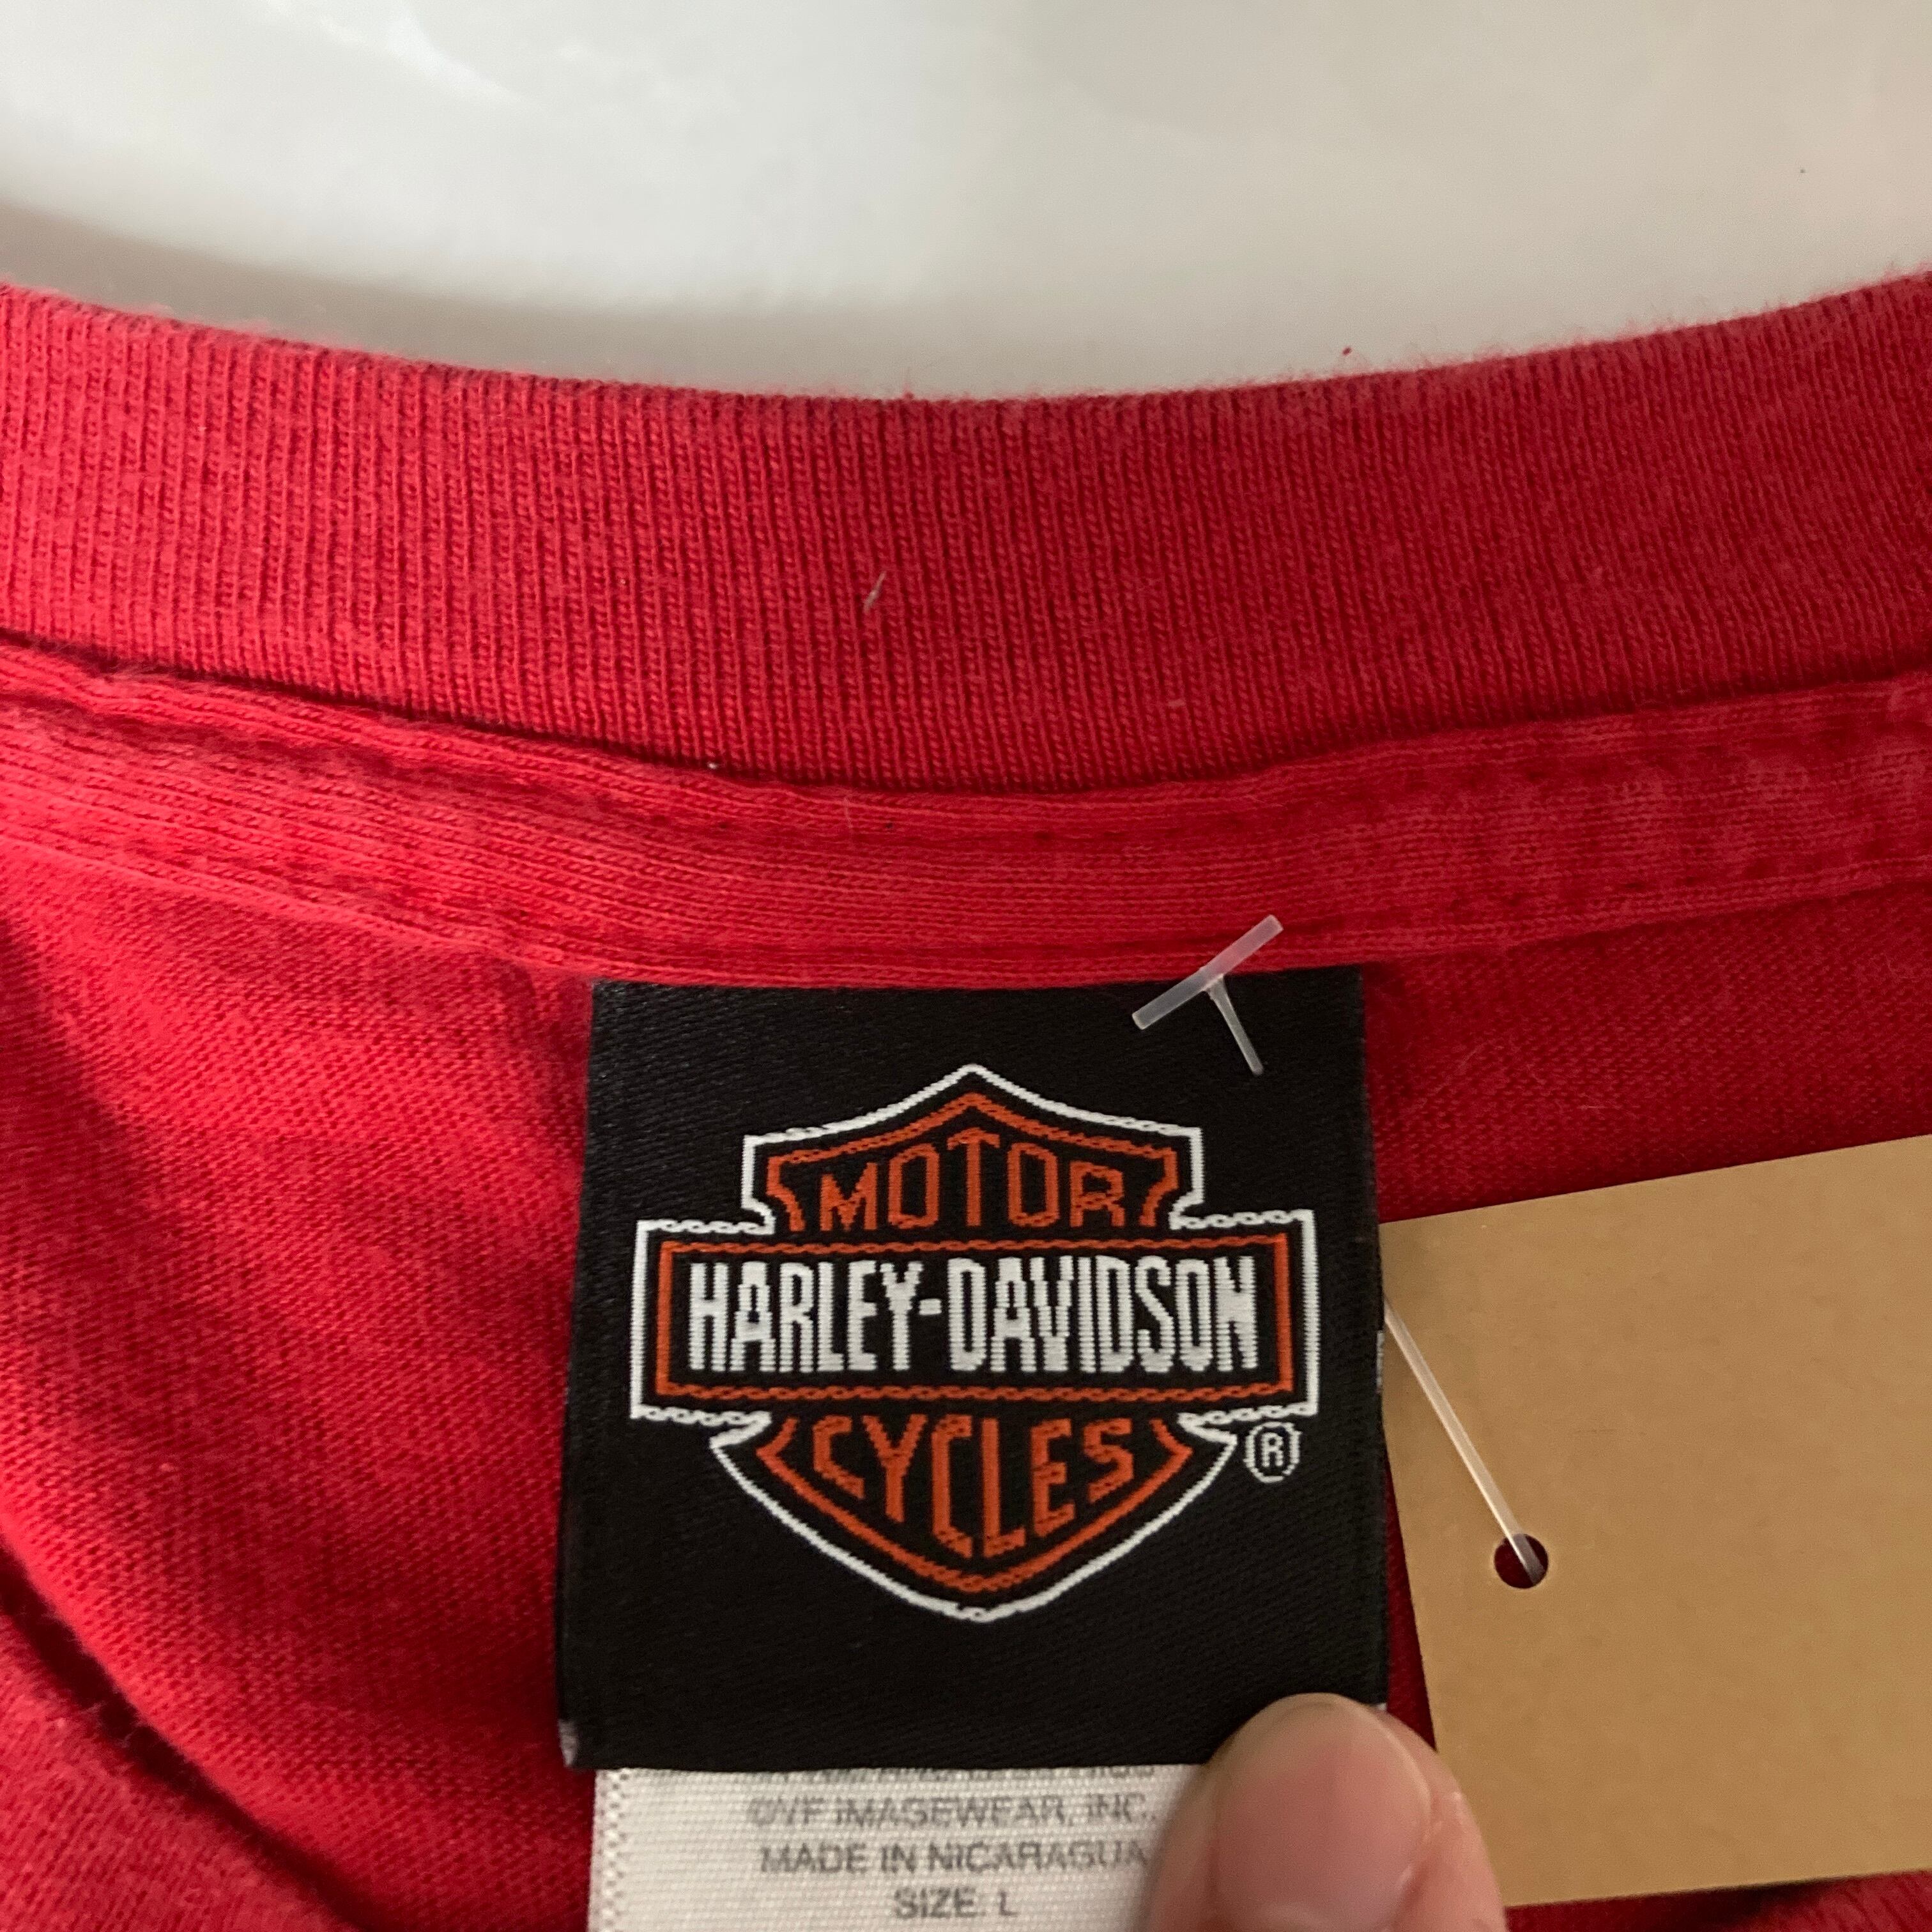 MOTOR
HARLEY-DAVIDSON
CYCLES
®
©VF IMAGEWEAR, INC.
MADE IN NICARAGUA
SIZE: L